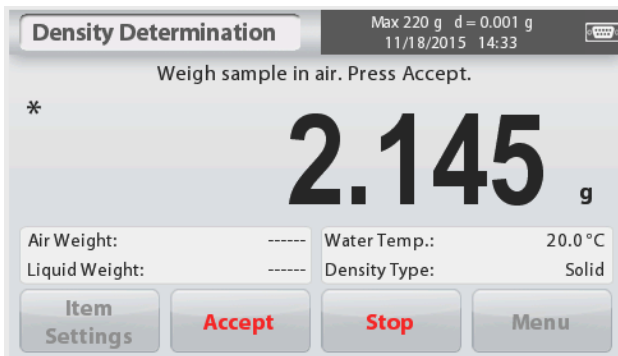 Density Determination
Max 220 g d = 0.001 g
11/18/2015 14:33
Weigh sample in air. Press Accept.
*
2.145 g
Air Weight: ------ Water Temp.: 20.0 °C
Liquid Weight: ------ Density Type: Solid
Item Settings Accept Stop Menu